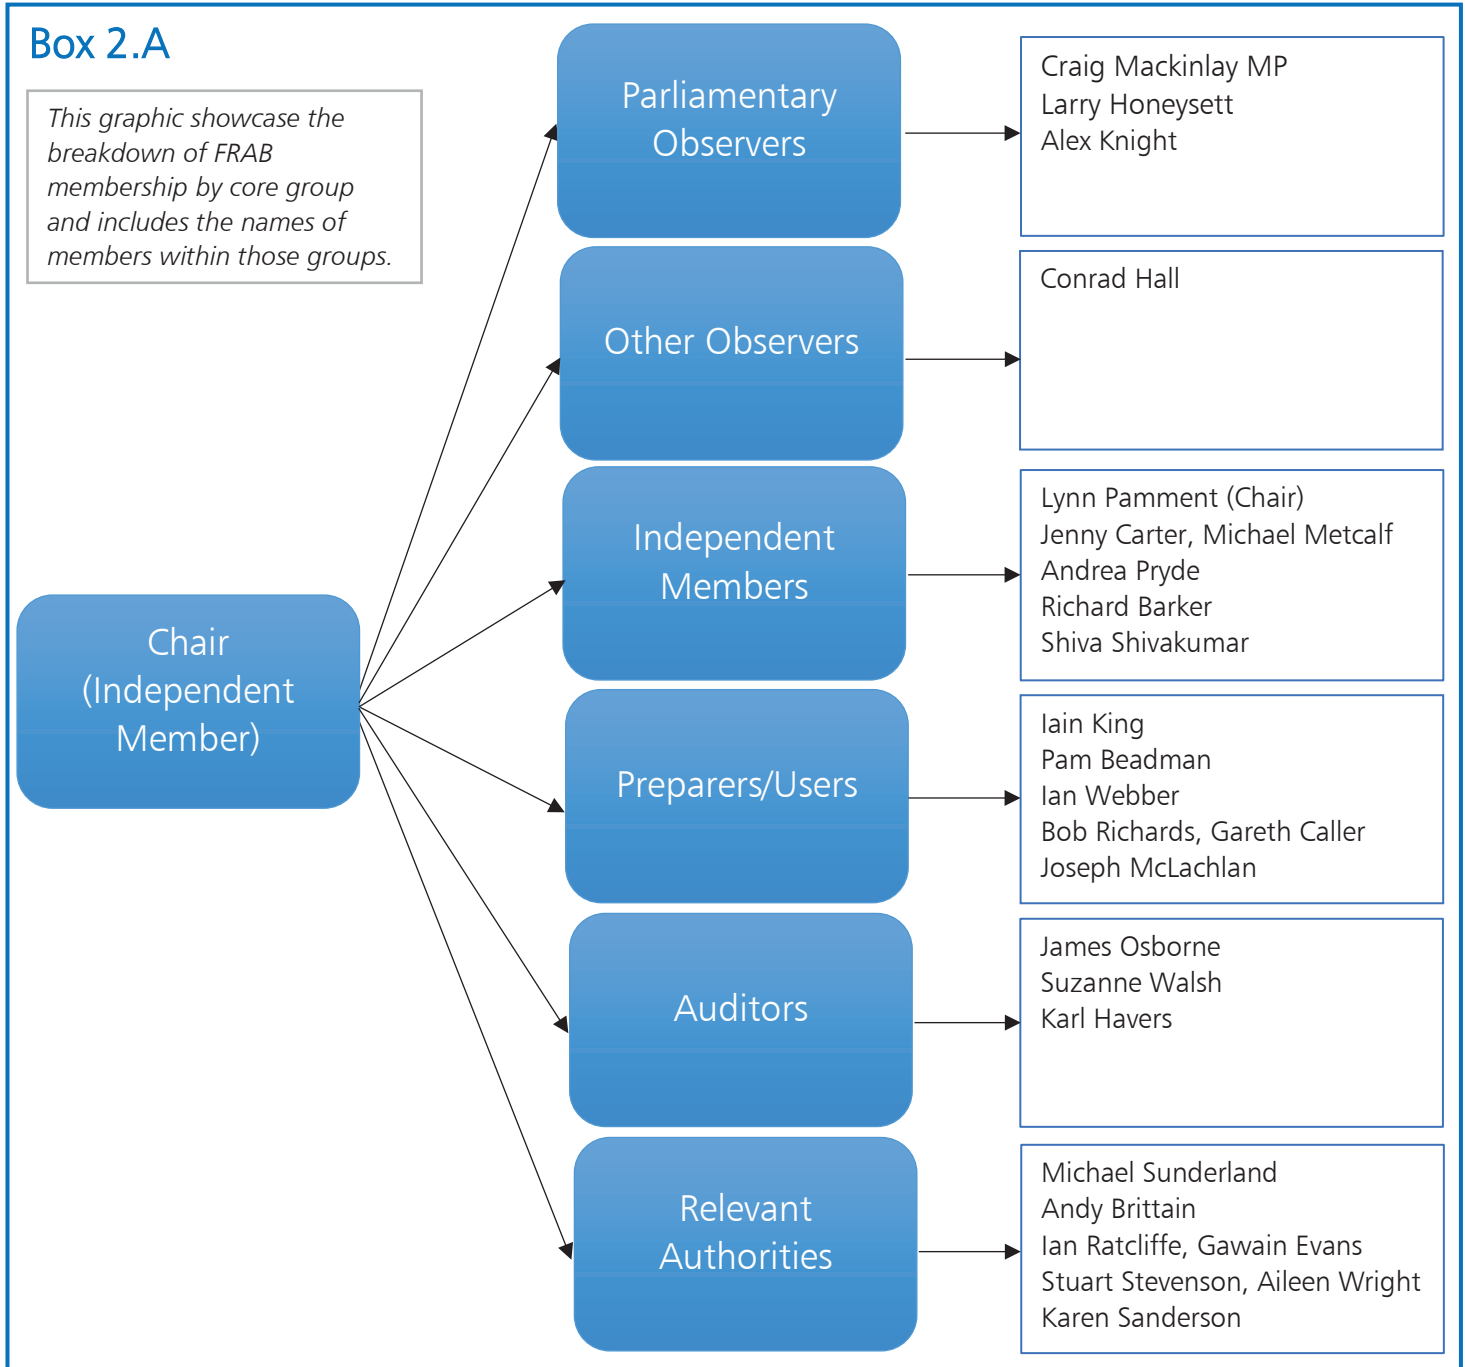 Box 2.A
This graphic showcase the
breakdown of FRAB
membership by core group
and includes the names of
members within those groups.
Chair
(Independent
Member)
Parliamentary
Observers
Craig Mackinlay MP
Larry Honeysett
Alex Knight
Other Observers
Conrad Hall
Independent
Members
Lynn Pamment (Chair)
Jenny Carter, Michael Metcalf
Andrea Pryde
Richard Barker
Shiva Shivakumar
Preparers/Users
Iain King
Pam Beadman
Ian Webber
Bob Richards, Gareth Caller
Joseph McLachlan
Auditors
James Osborne
Suzanne Walsh
Karl Havers
Relevant
Authorities
Michael Sunderland
Andy Brittain
Ian Ratcliffe, Gawain Evans
Stuart Stevenson, Aileen Wright
Karen Sanderson